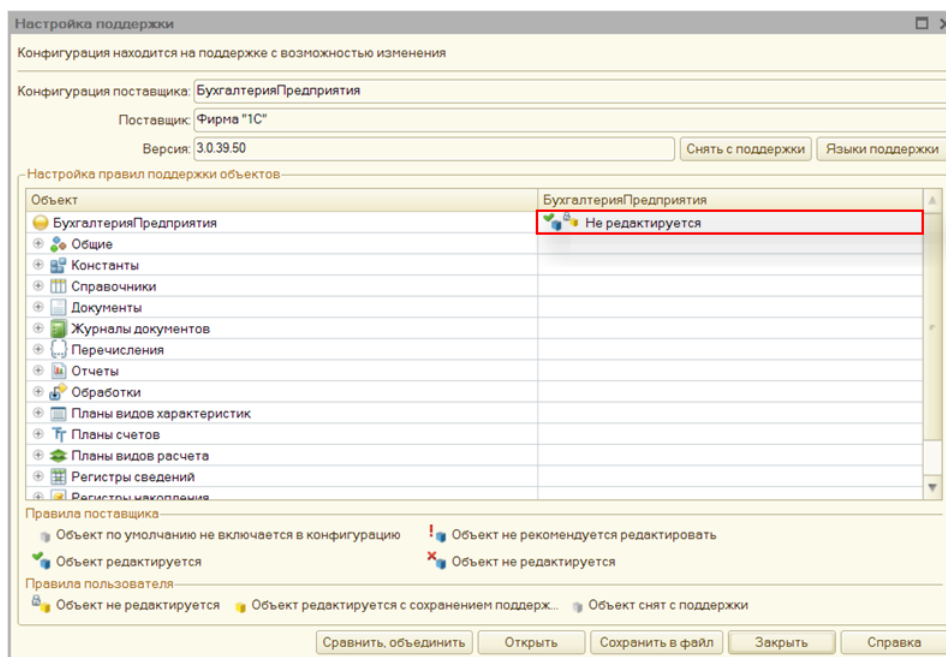 Настройка поддержки
Конфигурация находится на поддержке с возможностью изменения
Конфигурация поставщика: БухгалтерияПредприятия
Поставщик: Фирма "1С"
Версия: 3.0.39.50 Снять с поддержки Языки поддержки
Настройка правил поддержки объектов
Объект БухгалтерияПредприятия
БухгалтерияПредприятия Не редактируется
Общие
Константы
Справочники
Документы
Журналы документов
Перечисления
Отчеты
Обработки
Планы видов характеристик
Планы счетов
Планы видов расчета
Регистры сведений
Регистры накопления
Правила поставщика
Объект по умолчанию не включается в конфигурацию Объект не рекомендуется редактировать
Объект редактируется Объект не редактируется
Правила пользователя
Объект не редактируется Объект редактируется с сохранением поддерж... Объект снят с поддержки
Сравнить, объединить Открыть Сохранить в файл Закрыть Справка